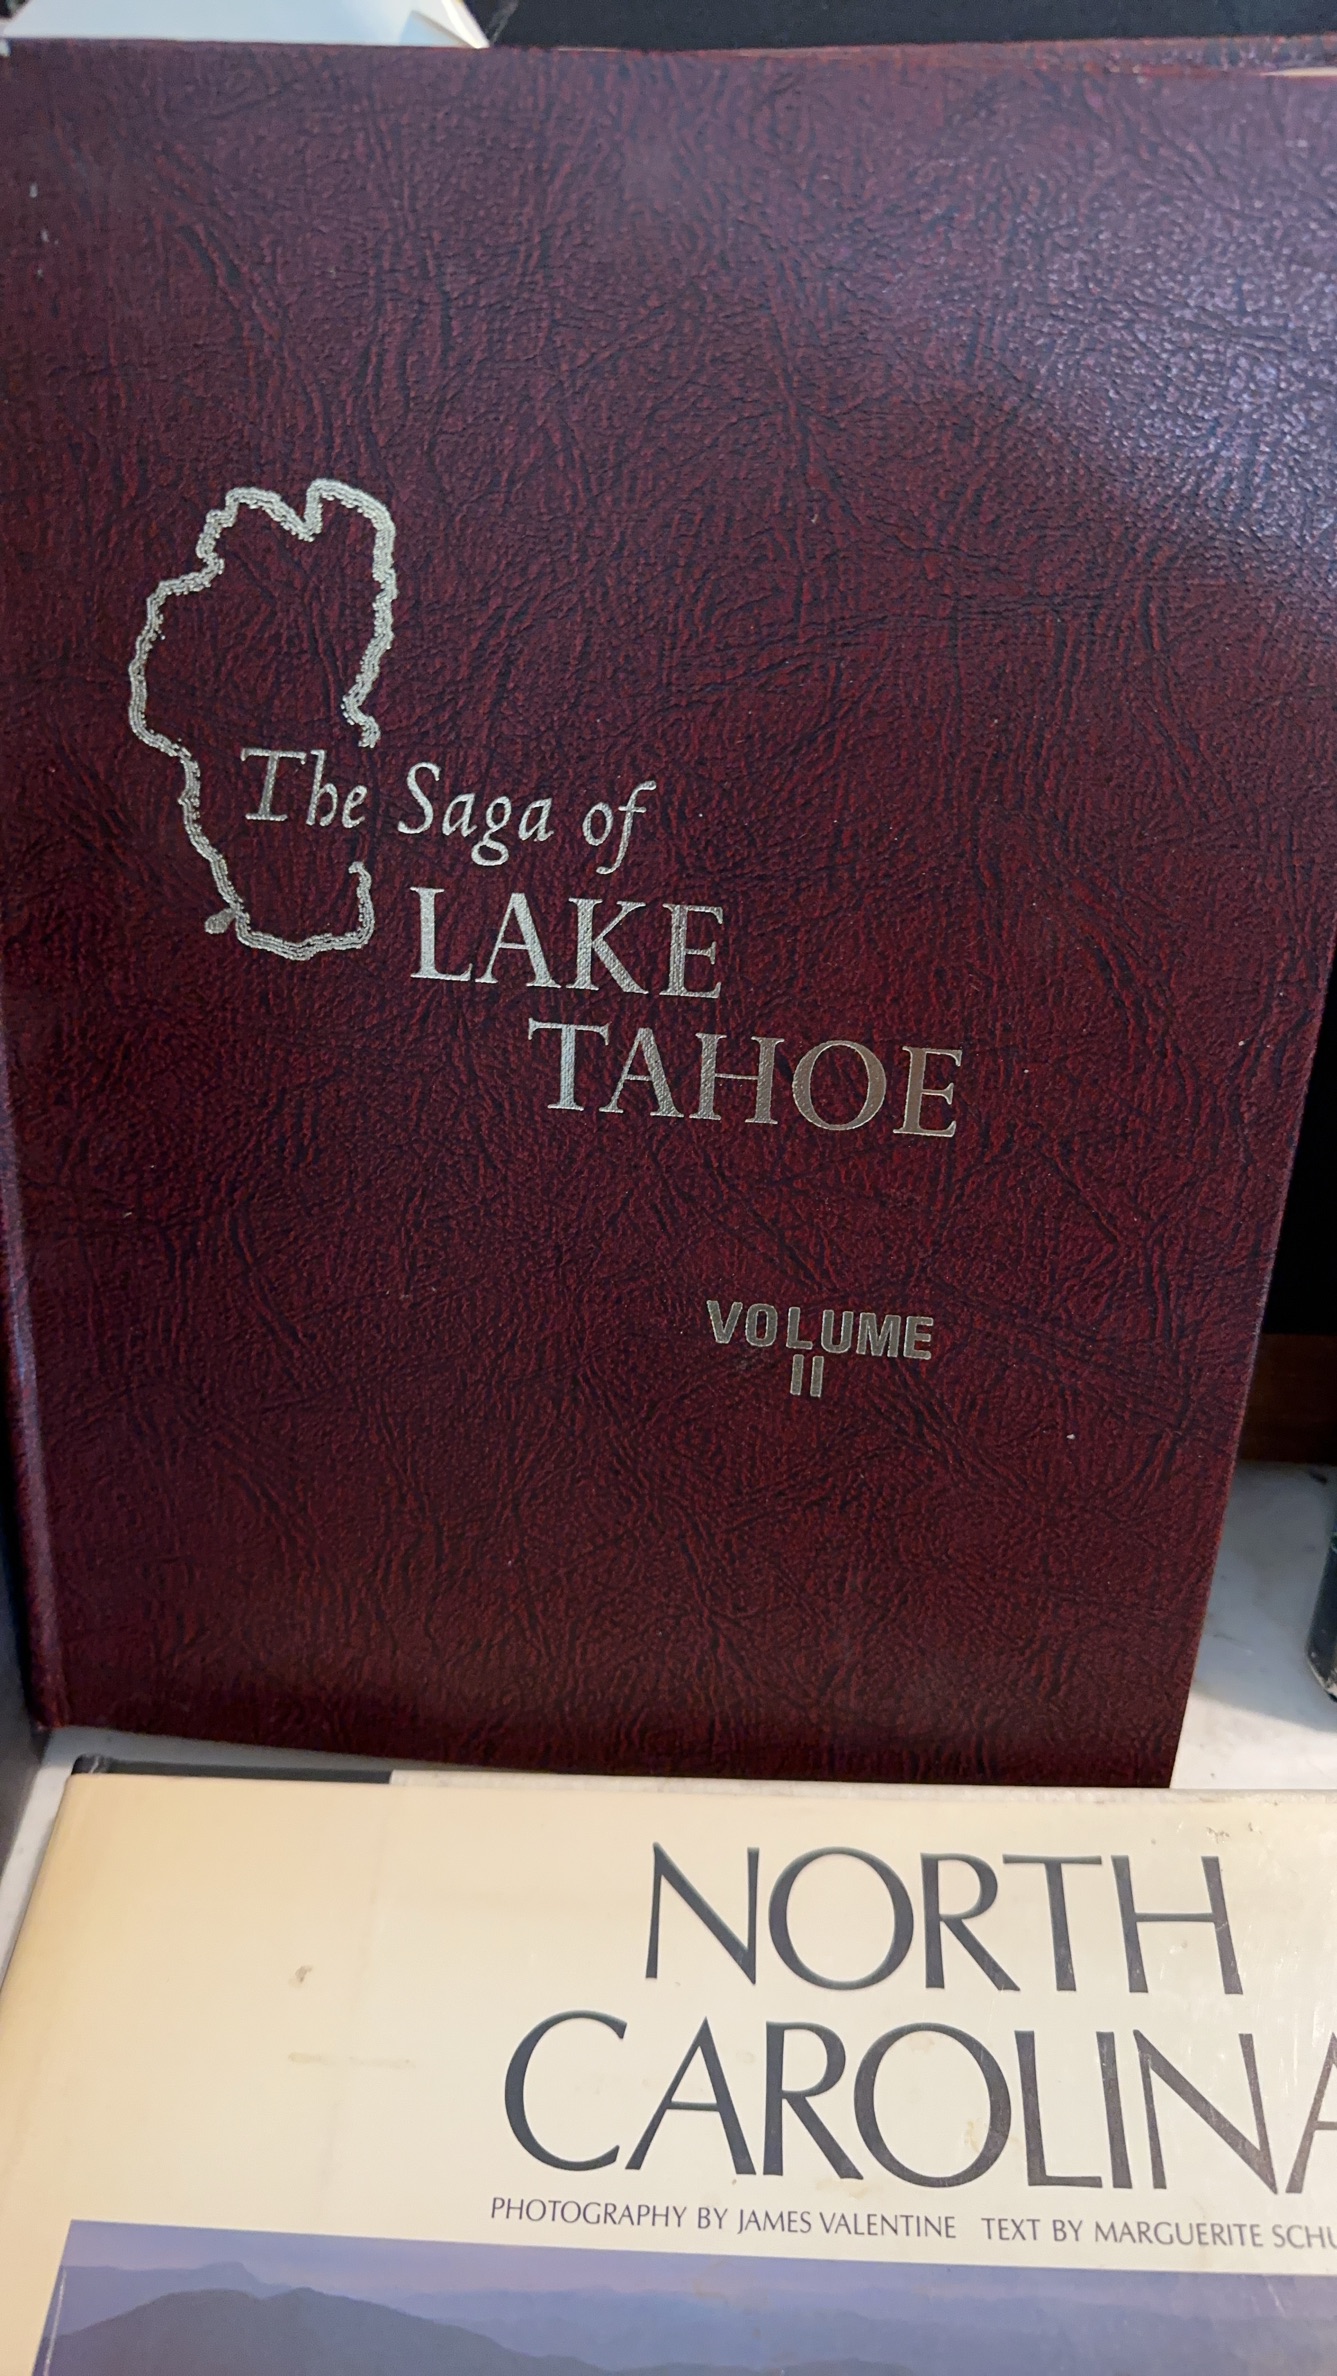 The Saga of
LAKE
TAHOE
VOLUME
II
NORTH
CAROLINA
PHOTOGRAPHY BY JAMES VALENTINE TEXT BY MARGUERITE